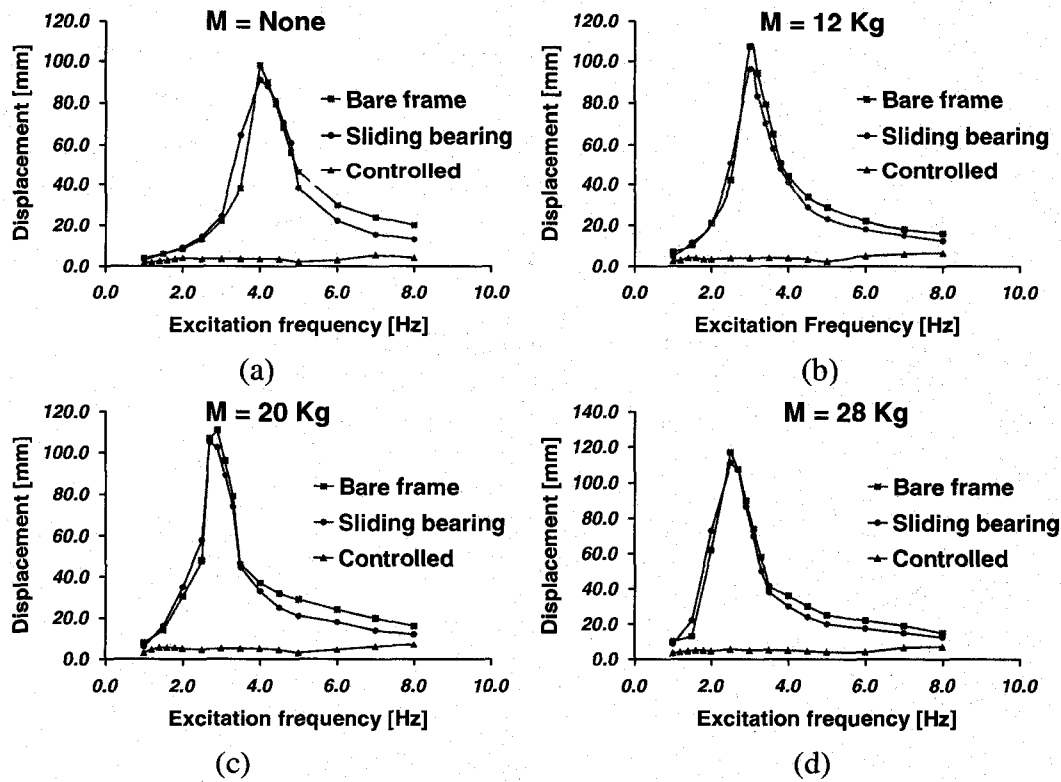 M = None
Displacement [mm]
120.0
100.0
80.0
60.0
40.0
20.0
0.0
Bare frame
Sliding bearing
Controlled
0.0 2.0 4.0 6.0 8.0 10.0
Excitation frequency [Hz]
(a)
M = 12 Kg
Displacement [mm]
120.0
100.0
80.0
60.0
40.0
20.0
0.0
Bare frame
Sliding bearing
Controlled
0.0 2.0 4.0 6.0 8.0 10.0
Excitation Frequency [Hz]
(b)
M = 20 Kg
Displacement [mm]
120.0
100.0
80.0
60.0
40.0
20.0
0.0
Bare frame
Sliding bearing
Controlled
0.0 2.0 4.0 6.0 8.0 10.0
Excitation frequency [Hz]
(c)
M = 28 Kg
Displacement [mm]
140.0
120.0
100.0
80.0
60.0
40.0
20.0
0.0
Bare frame
Sliding bearing
Controlled
0.0 2.0 4.0 6.0 8.0 10.0
Excitation frequency [Hz]
(d)